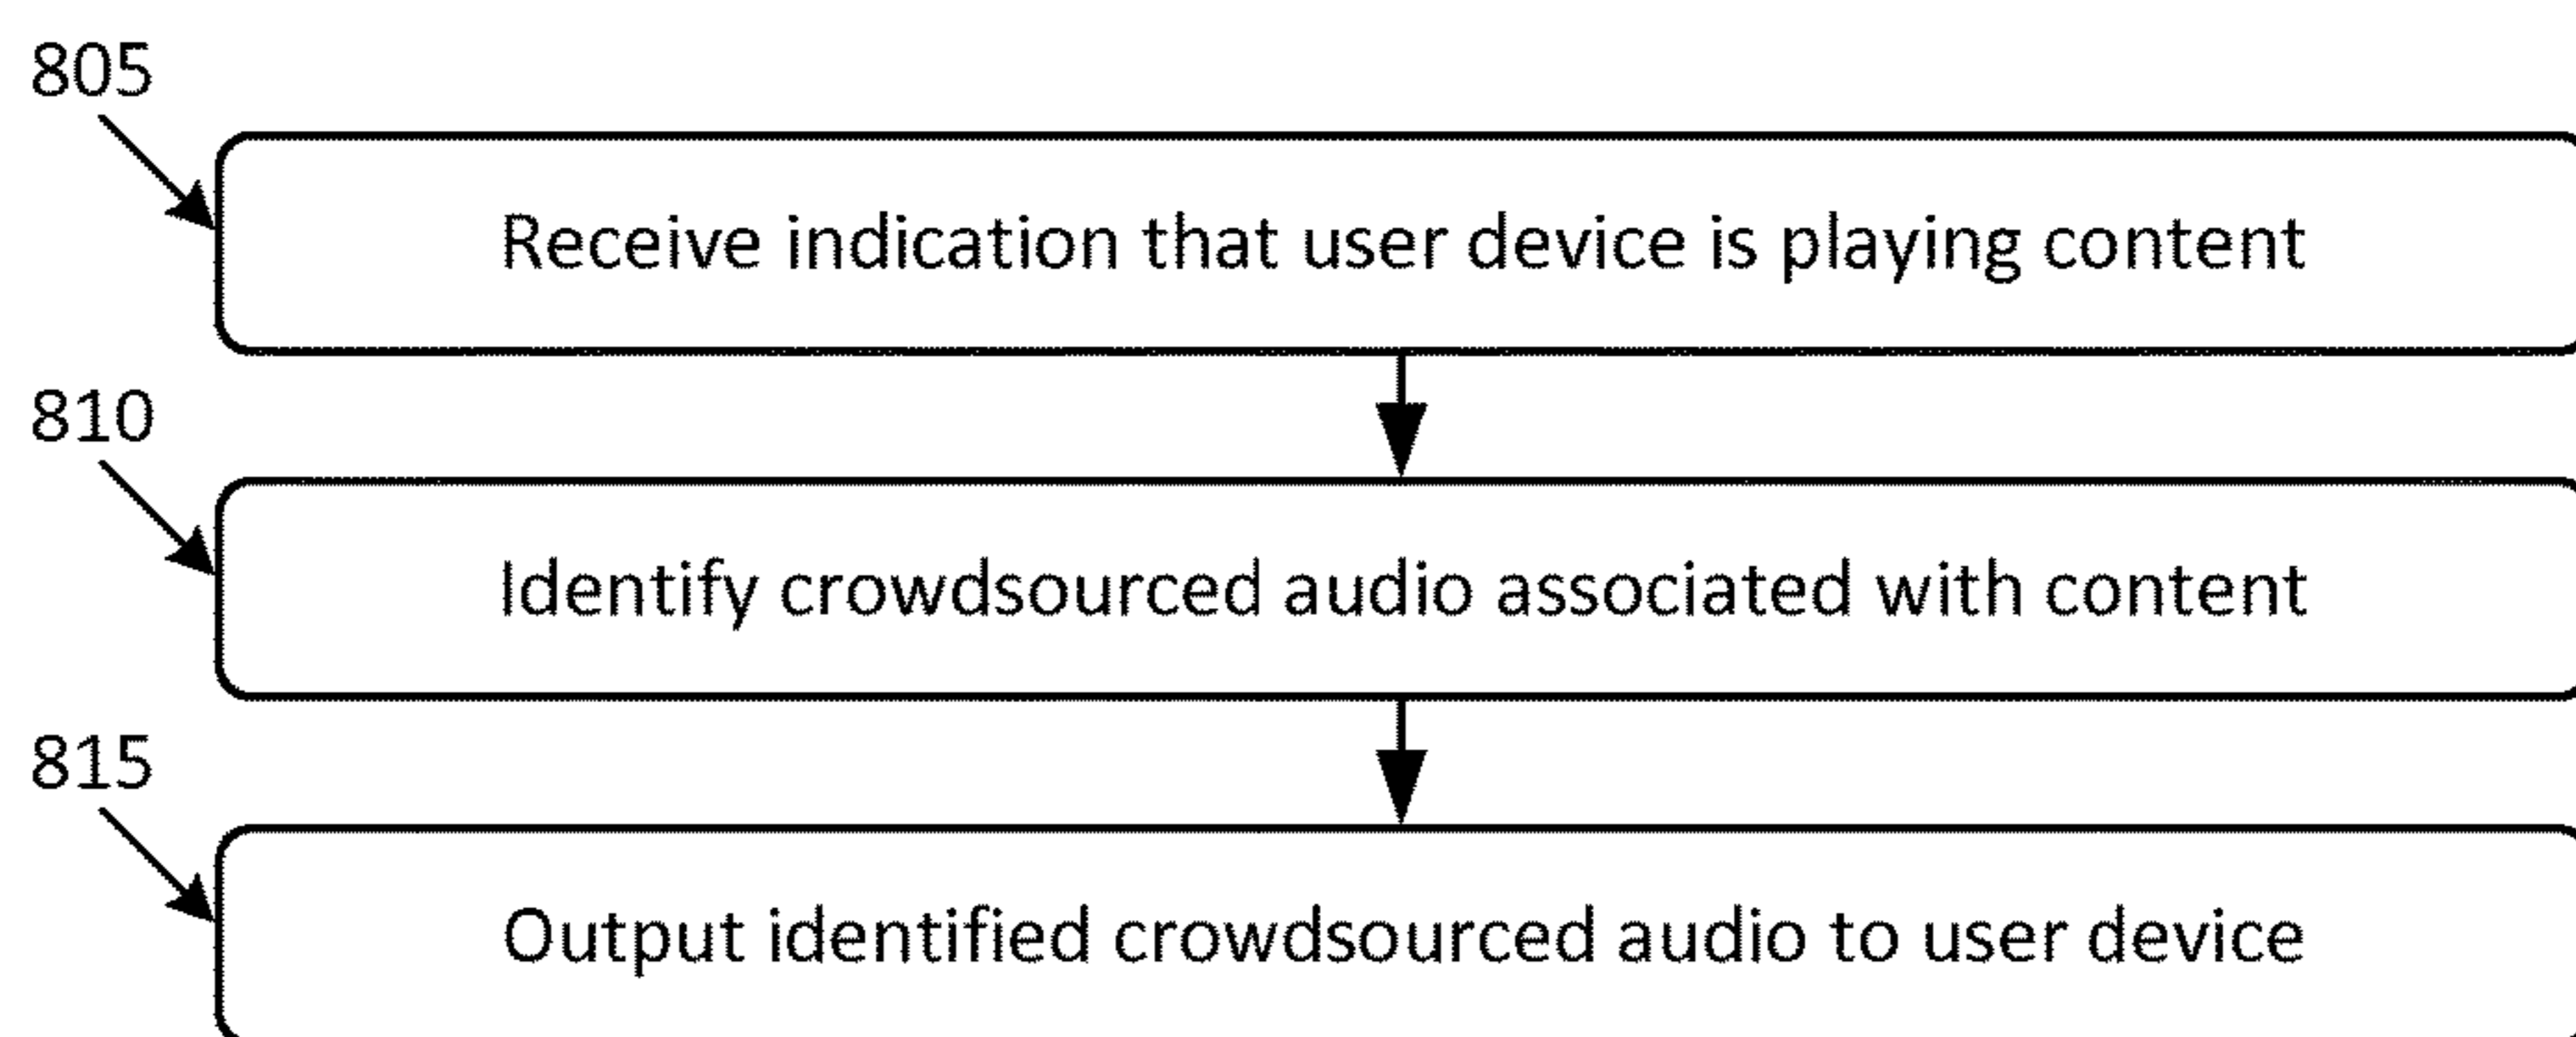 805
Receive indication that user device is playing content
810
Identify crowdsourced audio associated with content
815
Output identified crowdsourced audio to user device